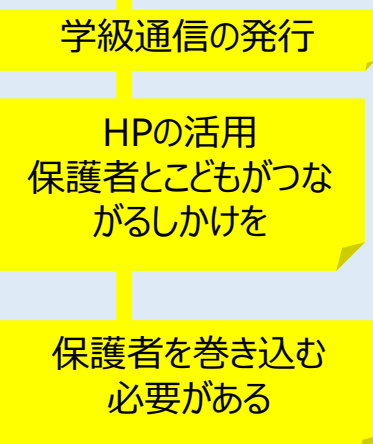 学級通信の発行
HPの活用
保護者とこどもがつな
がるしかけを
保護者を巻き込む
必要がある